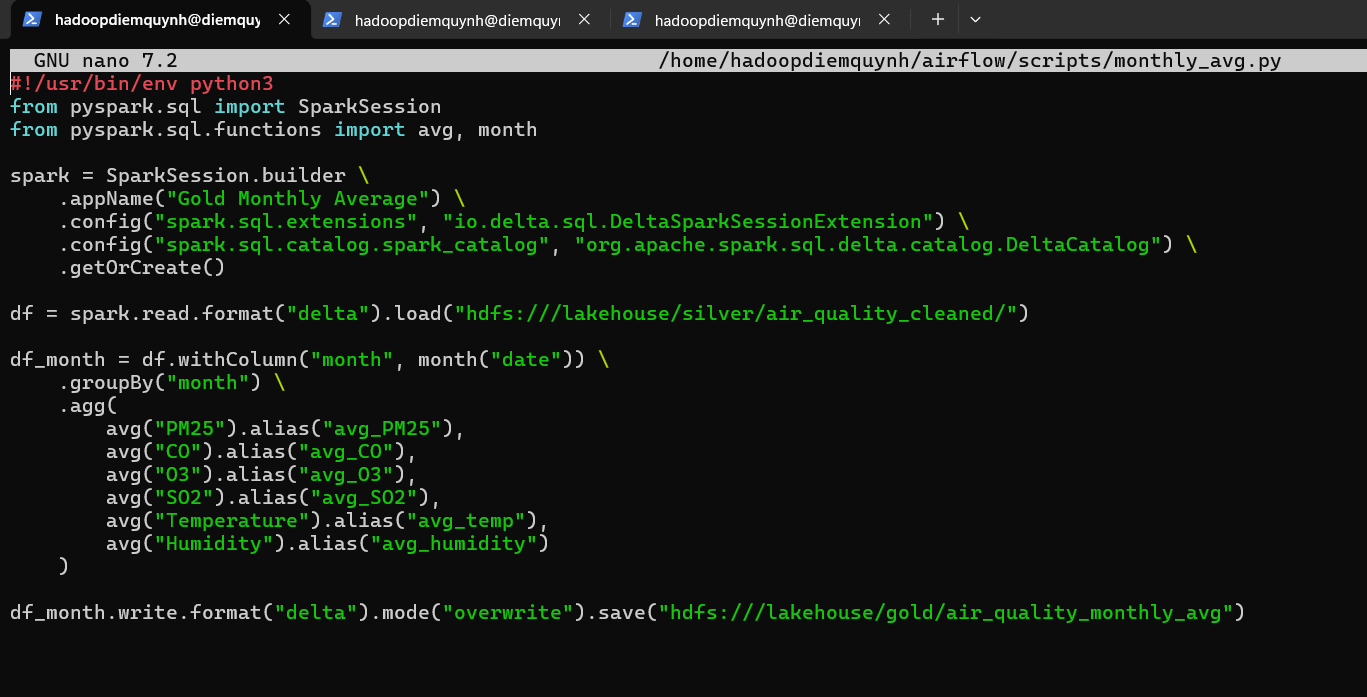 hadoopdiemquynh@diemquy
hadoopdiemquynh@diemquy
hadoopdiemquynh@diemquy
GNU nano 7.2 /home/hadoopdiemquynh/airflow/scripts/monthly_avg.py
#!/usr/bin/env python3
from pyspark.sql import SparkSession
from pyspark.sql.functions import avg, month
spark = SparkSession.builder \
    .appName("Gold Monthly Average") \
    .config("spark.sql.extensions", "io.delta.sql.DeltaSparkSessionExtension") \
    .config("spark.sql.catalog.spark_catalog", "org.apache.spark.sql.delta.catalog.DeltaCatalog") \
    .getOrCreate()
df = spark.read.format("delta").load("hdfs:///lakehouse/silver/air_quality_cleaned/")
df_month = df.withColumn("month", month("date")) \
    .groupBy("month") \
    .agg(
        avg("PM25").alias("avg_PM25"),
        avg("CO").alias("avg_CO"),
        avg("O3").alias("avg_O3"),
        avg("SO2").alias("avg_SO2"),
        avg("Temperature").alias("avg_temp"),
        avg("Humidity").alias("avg_humidity")
    )
df_month.write.format("delta").mode("overwrite").save("hdfs:///lakehouse/gold/air_quality_monthly_avg")